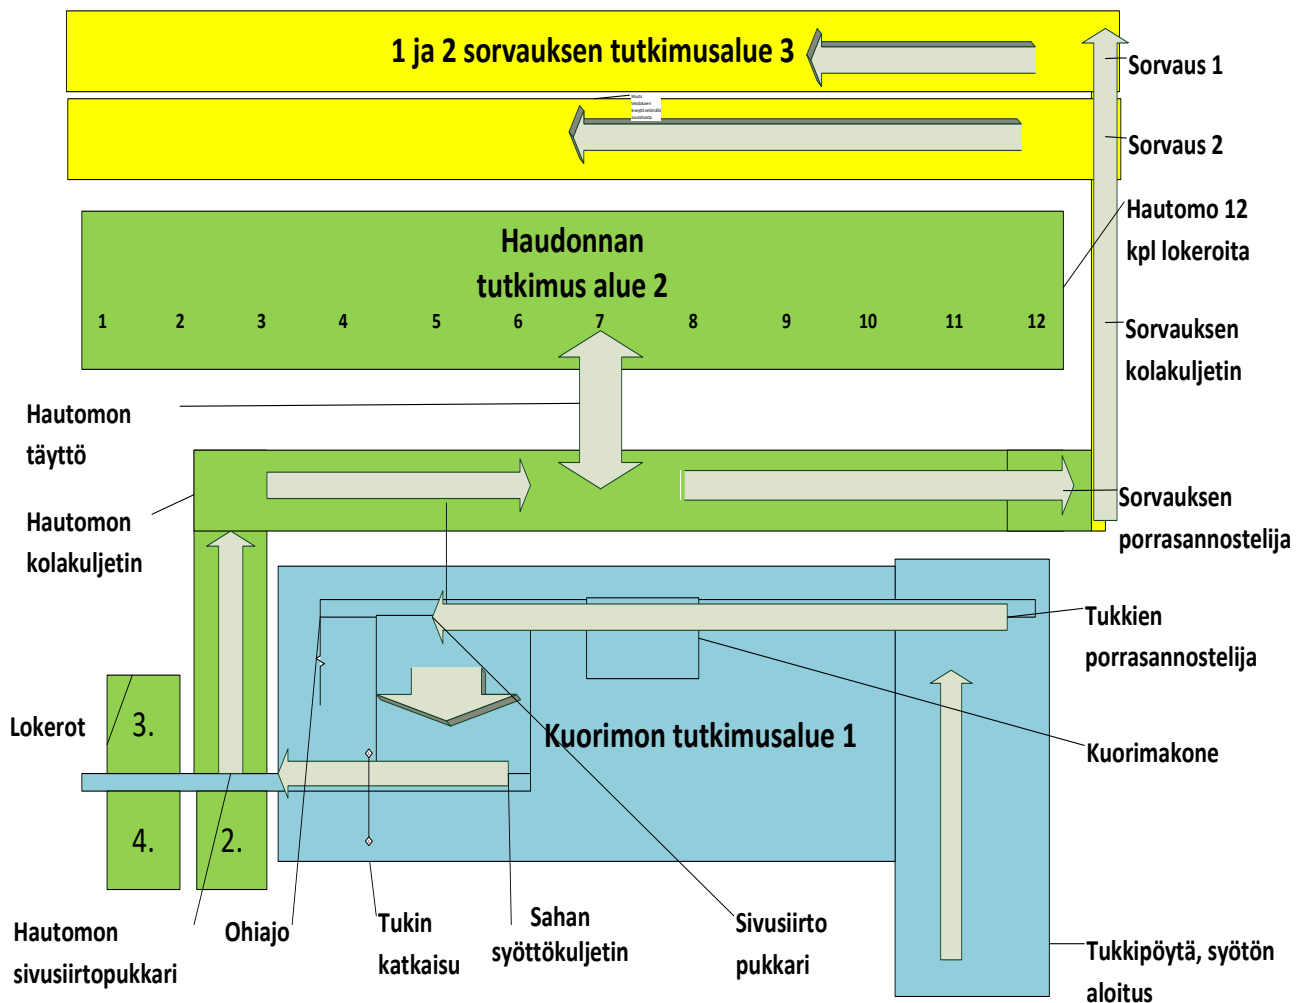 1 ja 2 sorvauksen tutkimusalue 3
Sorvaus 1
Sorvaus 2
Hautomo 12
kpl lokeroita
Haudonnan
tutkimus alue 2
1 2 3 4 5 6 7 8 9 10 11 12
Sorvauksen
kolakuljetin
Hautomon
täyttö
Hautomon
kolakuljetin
Sorvauksen
porrasannostelija
Tukkien
porrasannostelija
Lokerot
3.
Kuorimon tutkimusalue 1
Kuorimakone
4.
2.
Hautomon
sivusiirtopukkari
Ohiajo
Tukin
katkaisu
Sahan
syöttökuljetin
Sivusiirto
pukkari
Tukkipöytä, syötön
aloitus